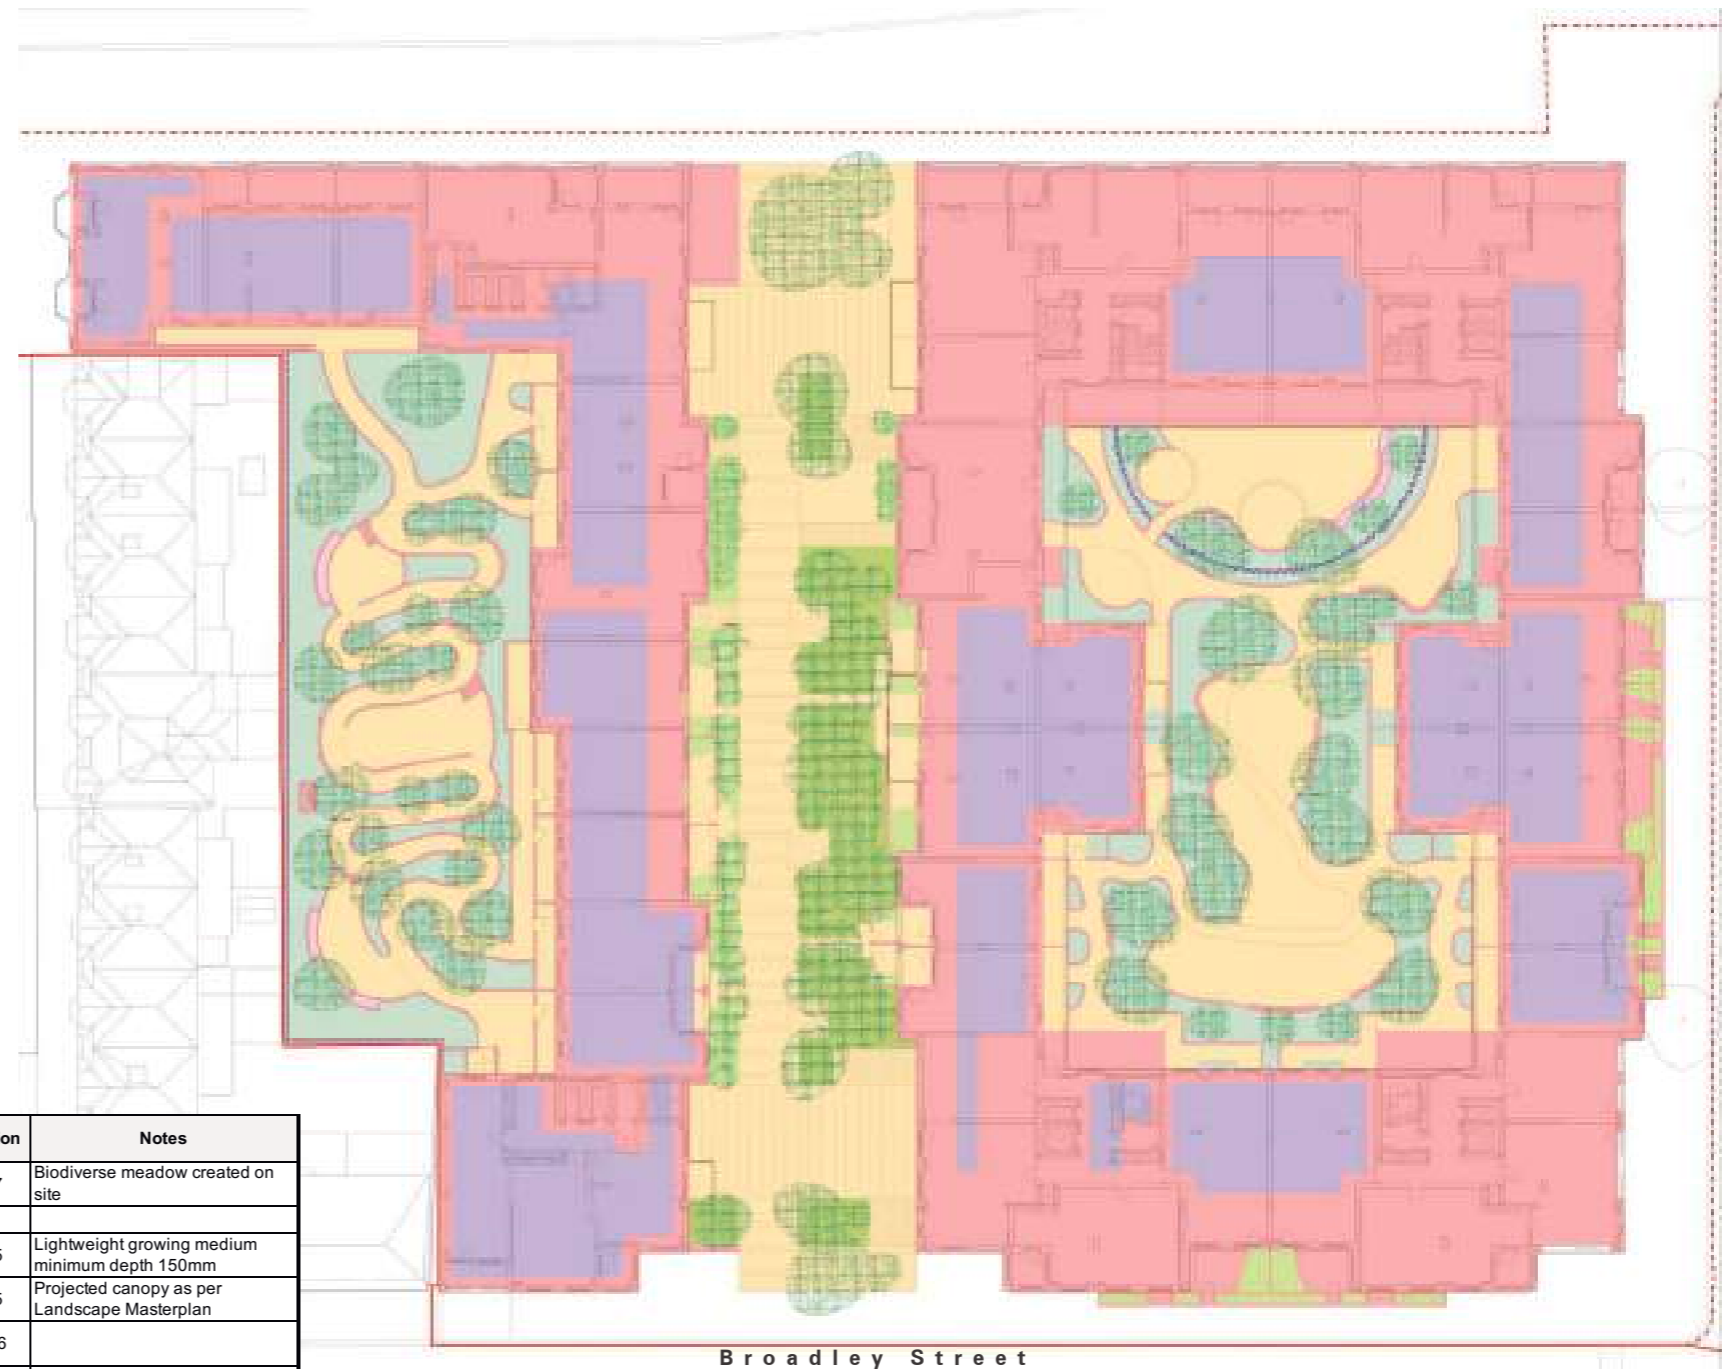 on Notes
Biodiverse meadow created on
site
Lightweight growing medium
minimum depth 150mm
Projected canopy as per
Landscape Masterplan
6
Broadley Street